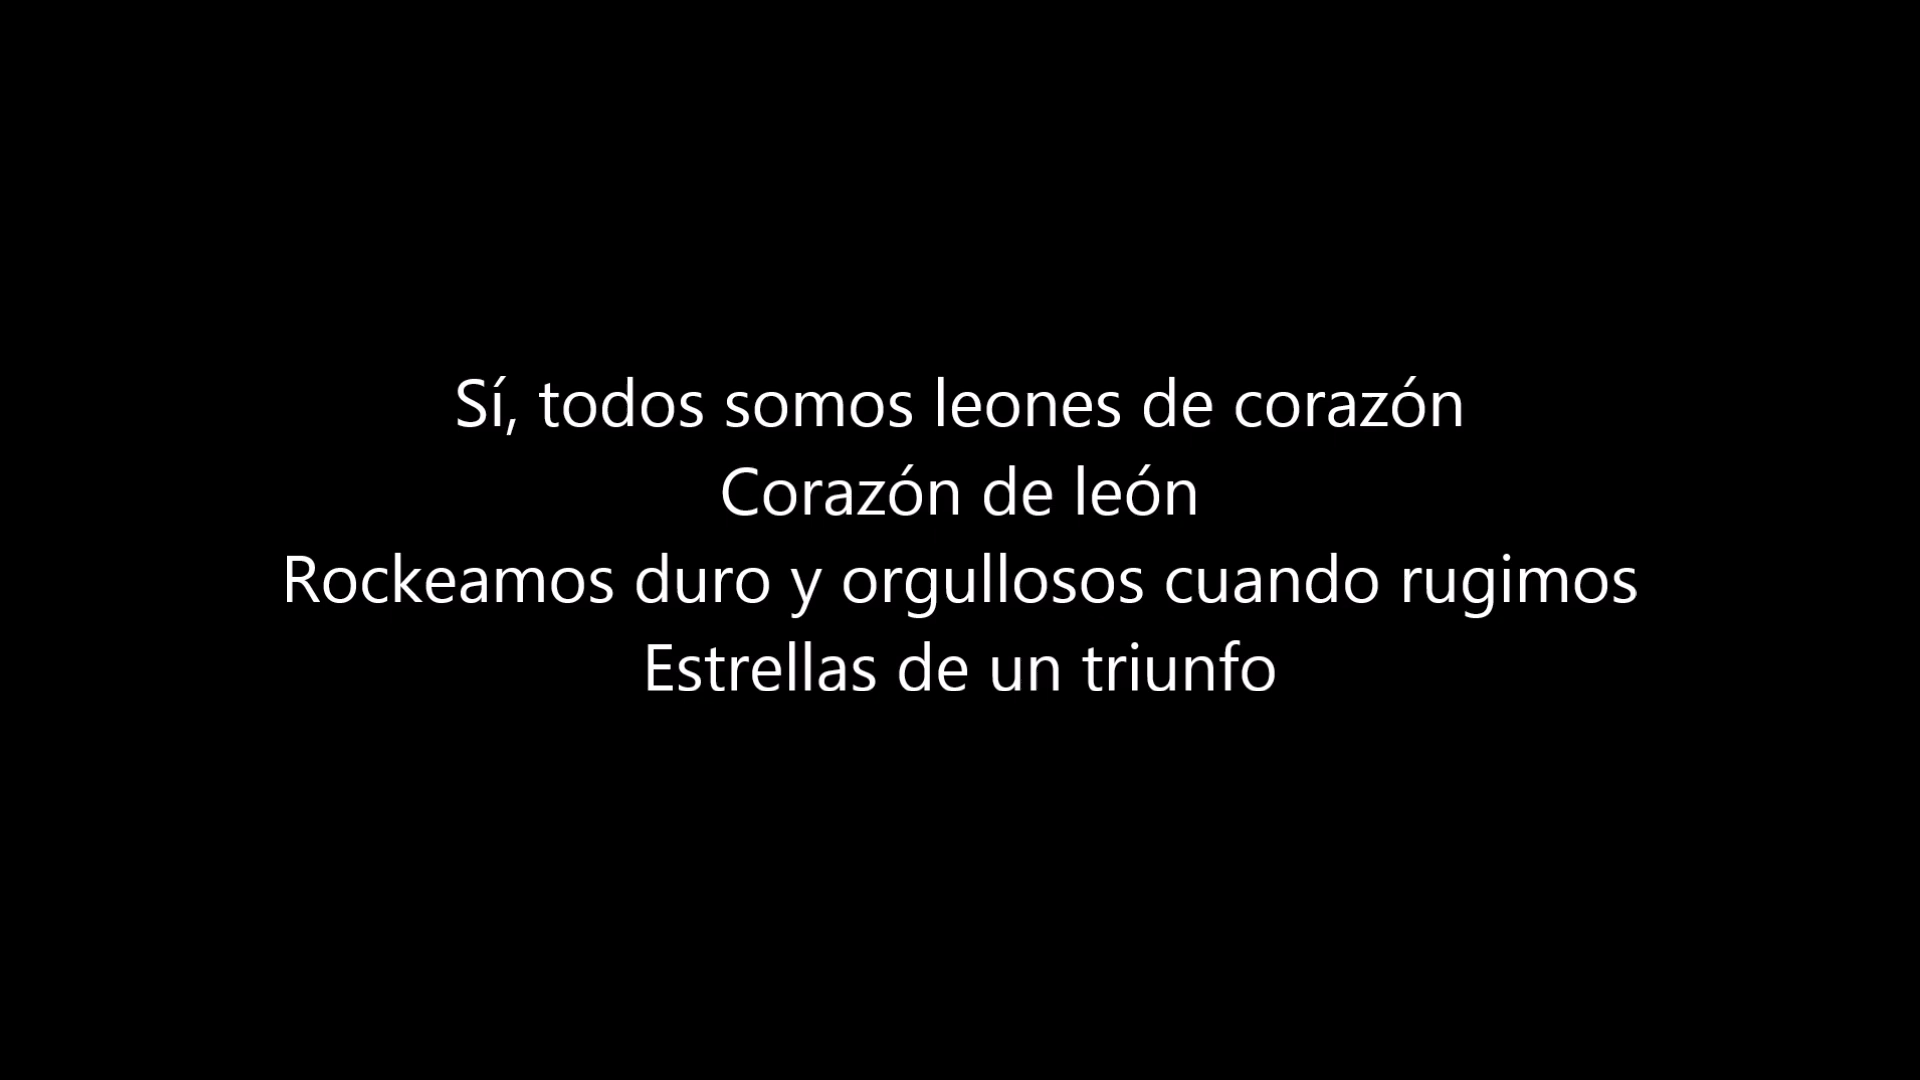 Sí, todos somos leones de corazón
Corazón de león
Rockeamos duro y orgullosos cuando rugimos
Estrellas de un triunfo